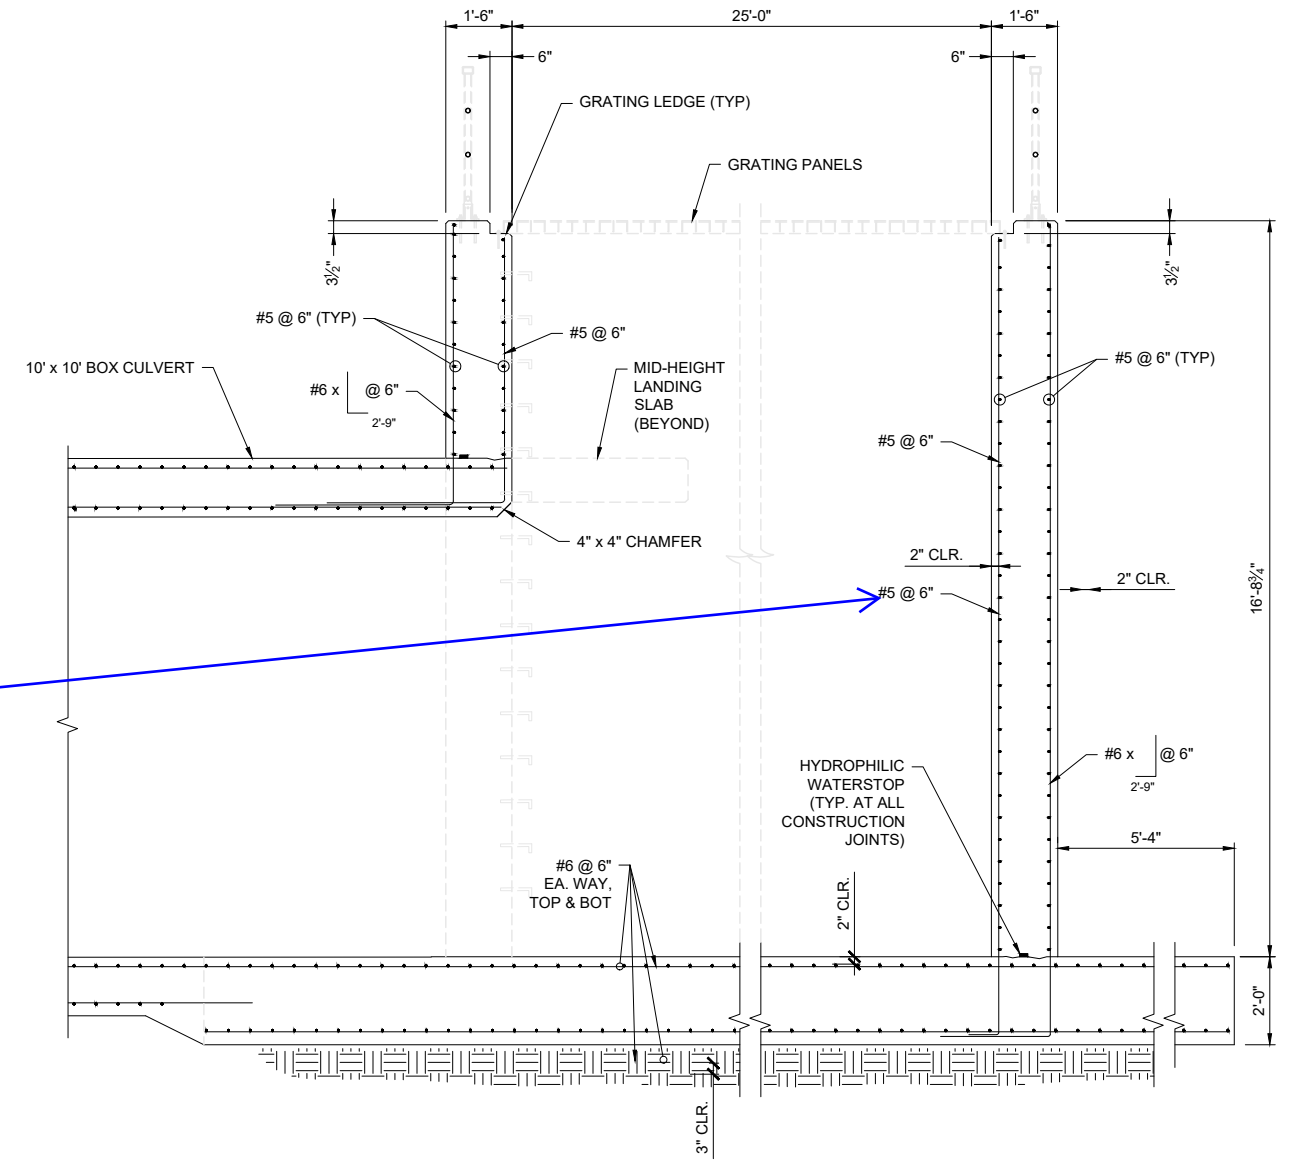 1'-6"
25'-0"
1'-6"
6"
6"
GRATING LEDGE (TYP)
GRATING PANELS
3½"
3½"
#5 @ 6" (TYP)
#5 @ 6"
10' x 10' BOX CULVERT
#6 x @ 6"
2'-9"
MID-HEIGHT
LANDING
SLAB
(BEYOND)
#5 @ 6" (TYP)
#5 @ 6"
4" x 4" CHAMFER
2" CLR.
2" CLR.
#5 @ 6"
16'-8¾"
#6 x @ 6"
2'-9"
HYDROPHILIC
WATERSTOP
(TYP. AT ALL
CONSTRUCTION
JOINTS)
5'-4"
#6 @ 6"
EA. WAY,
TOP & BOT
2" CLR.
2'-0"
3" CLR.